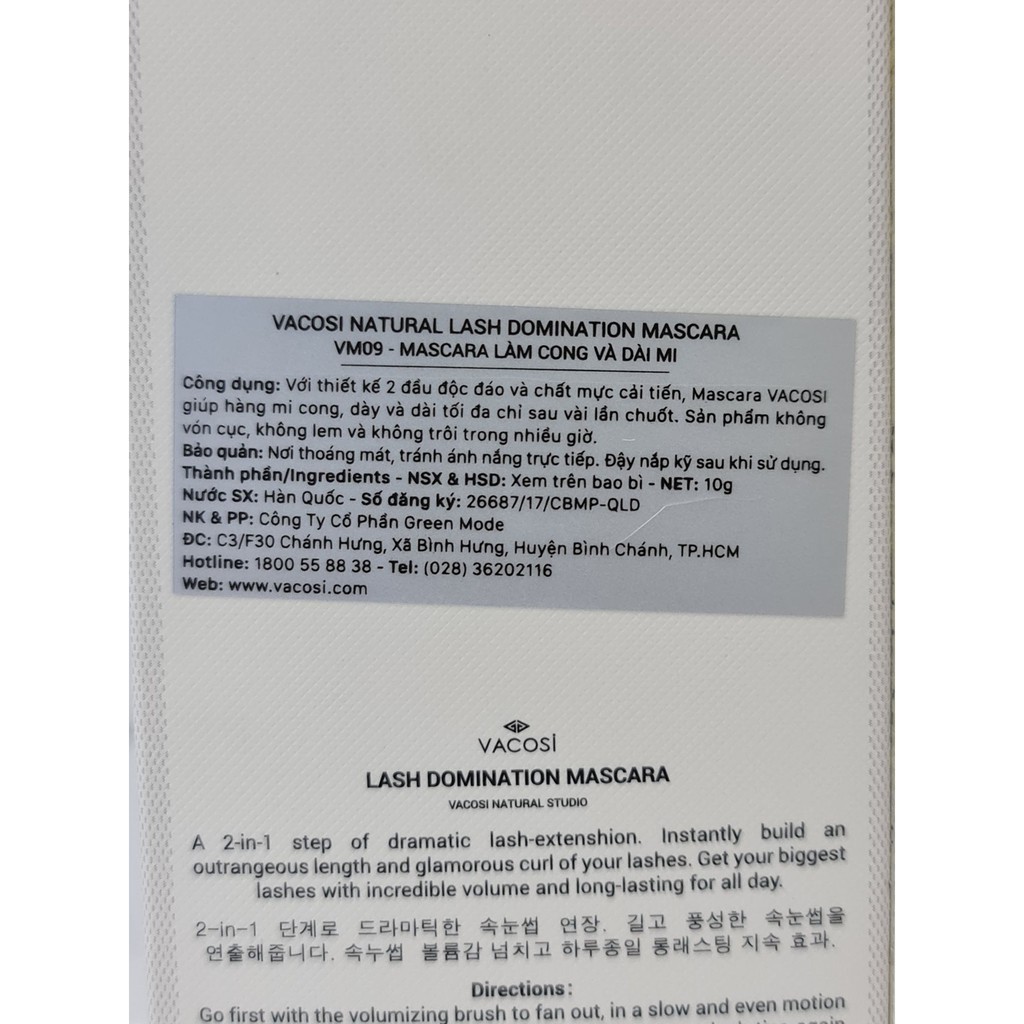 VACOSI NATURAL LASH DOMINATION MASCARA
VM09 - MASCARA LÀM CONG VÀ DÀI MI
Công dụng: Với thiết kế 2 đầu độc đáo và chất mực cải tiến, Mascara VACOSI
giúp hàng mi cong, dày và dài tối đa chỉ sau vài lần chuốt. Sản phẩm không
vón cục, không lem và không trôi trong nhiều giờ.
Bảo quản: Nơi thoáng mát, tránh ánh nắng trực tiếp. Đậy nắp kỹ sau khi sử dụng.
Thành phần/Ingredients - NSX & HSD: Xem trên bao bì - NET: 10g
Nước SX: Hàn Quốc - Số đăng ký: 26687/17/CBMP-QLD
NK & PP: Công Ty Cổ Phần Green Mode
ĐC: C3/F30 Chánh Hưng, Xã Bình Hưng, Huyện Bình Chánh, TP.HCM
Hotline: 1800 55 88 38 - Tel: (028) 36202116
Web: www.vacosi.com
VACOSI
LASH DOMINATION MASCARA
VACOSI NATURAL STUDIO
A 2-in-1 step of dramatic lash-extenshion. Instantly build an
outrangeous length and glamorous curl of your lashes. Get your biggest
lashes with incredible volume and long-lasting for all day.
2-in-1 단계로 드라마틱한 속눈썹 연장. 길고 풍성한 속눈썹을
연출해줍니다. 속누썹 볼륨감 넘치고 하루종일 롱래스팅 지속 효과.
Directions:
Go first with the volumizing brush to fan out, in a slow and even motion